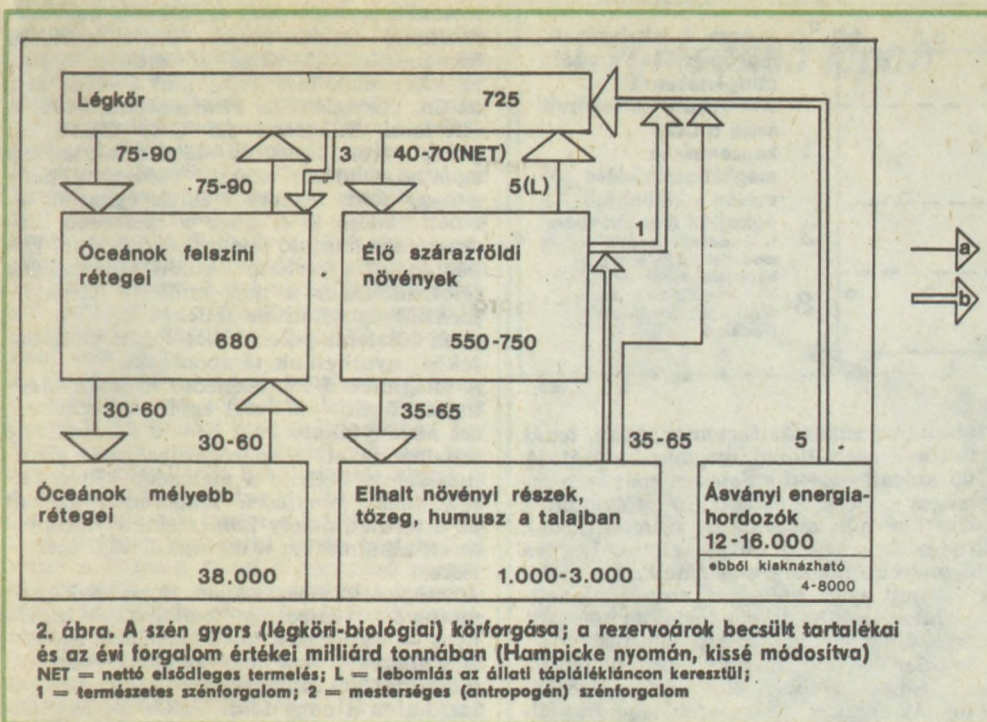 Légkör 725
75-90 3 40-70(NET)
75-90 5(L)
1
Óceánok felszíni
rétegei
Élő szárazföldi
növények
a
b
680 550-750
30-60 35-65
30-60 35-65 5
Óceánok mélyebb
rétegei
38.000
Elhalt növényi részek,
tőzeg, humusz a talajban
1.000-3.000
Ásványi energia-
hordozók
12-16.000
ebből kiaknázható
4-8000
2. ábra. A szén gyors (légköri-biológiai) körforgása; a rezervoárok becsült tartalékai
és az évi forgalom értékei milliárd tonnában (Hampicke nyomán, kissé módosítva)
NET = nettó elsődleges termelés; L = lebomlás az állati táplálékláncon keresztül;
1 = természetes szénforgalom; 2 = mesterséges (antropogén) szénforgalom